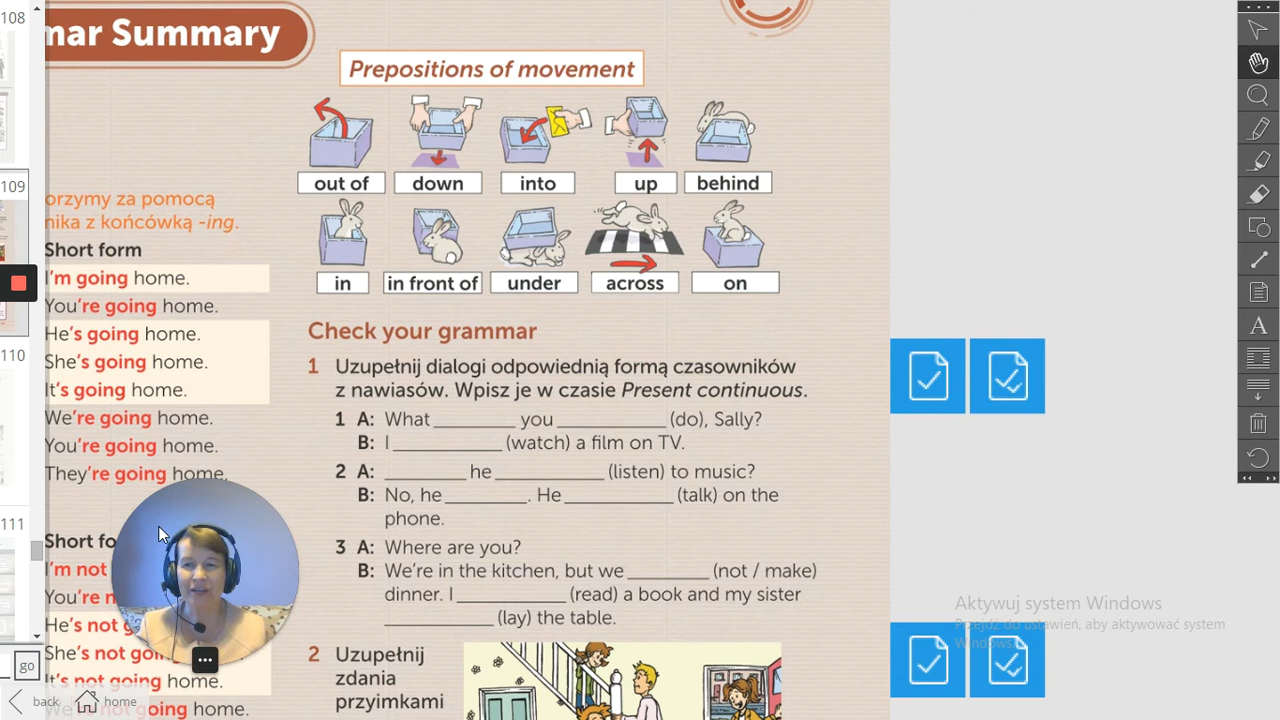 108
mar Summary
Prepositions of movement
out of
down
into
up
behind
109
orzymy za pomocą
nika z końcówką -ing.
Short form
I'm going home.
You're going home.
He's going home.
She's going home.
It's going home.
We're going home.
You're going home.
They're going home.
in
in front of
under
across
on
Check your grammar
1 Uzupełnij dialogi odpowiednią formą czasowników
z nawiasów. Wpisz je w czasie Present continuous.
1 A: What ________ you ___________ (do), Sally?
B: I ___________ (watch) a film on TV.
2 A: ________ he ___________ (listen) to music?
B: No, he ________. He ___________ (talk) on the
phone.
3 A: Where are you?
B: We're in the kitchen, but we ________ (not / make)
dinner. I ___________ (read) a book and my sister
___________ (lay) the table.
2 Uzupełnij
zdania
przyimkami
110
111
Short fo
I'm not
You're n
He's not g
She's not goin
It's not going home.
We're not going home.
go
back
home
A
Aktywuj system Windows
Przejdź do ustawień, aby aktywować system
Windows.